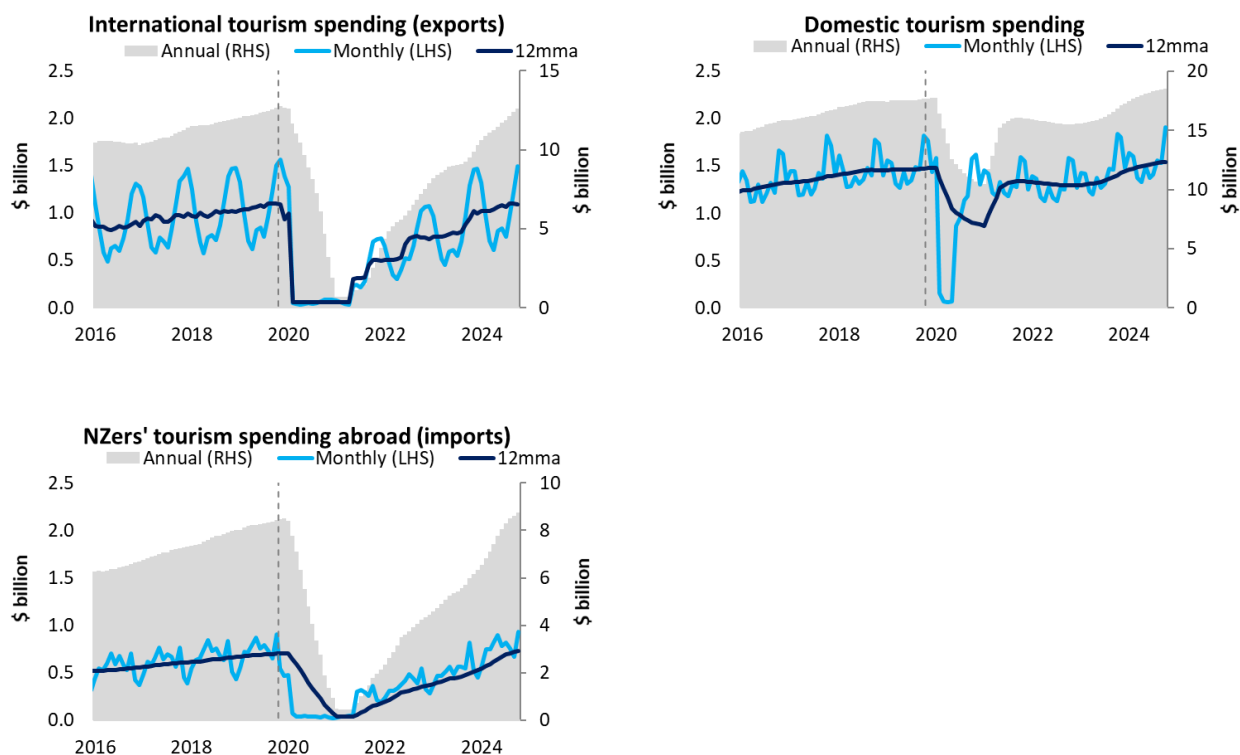 International tourism spending (exports)
Annual (RHS) Monthly (LHS) 12mma
2.5
2.0
1.5
1.0
0.5
0.0
$ billion
15
10
5
0
$ billion
2016 2018 2020 2022 2024
Domestic tourism spending
Annual (RHS) Monthly (LHS) 12mma
2.5
2.0
1.5
1.0
0.5
0.0
$ billion
20
15
10
5
0
$ billion
2016 2018 2020 2022 2024
NZers' tourism spending abroad (imports)
Annual (RHS) Monthly (LHS) 12mma
2.5
2.0
1.5
1.0
0.5
0.0
$ billion
10
8
6
4
2
0
$ billion
2016 2018 2020 2022 2024